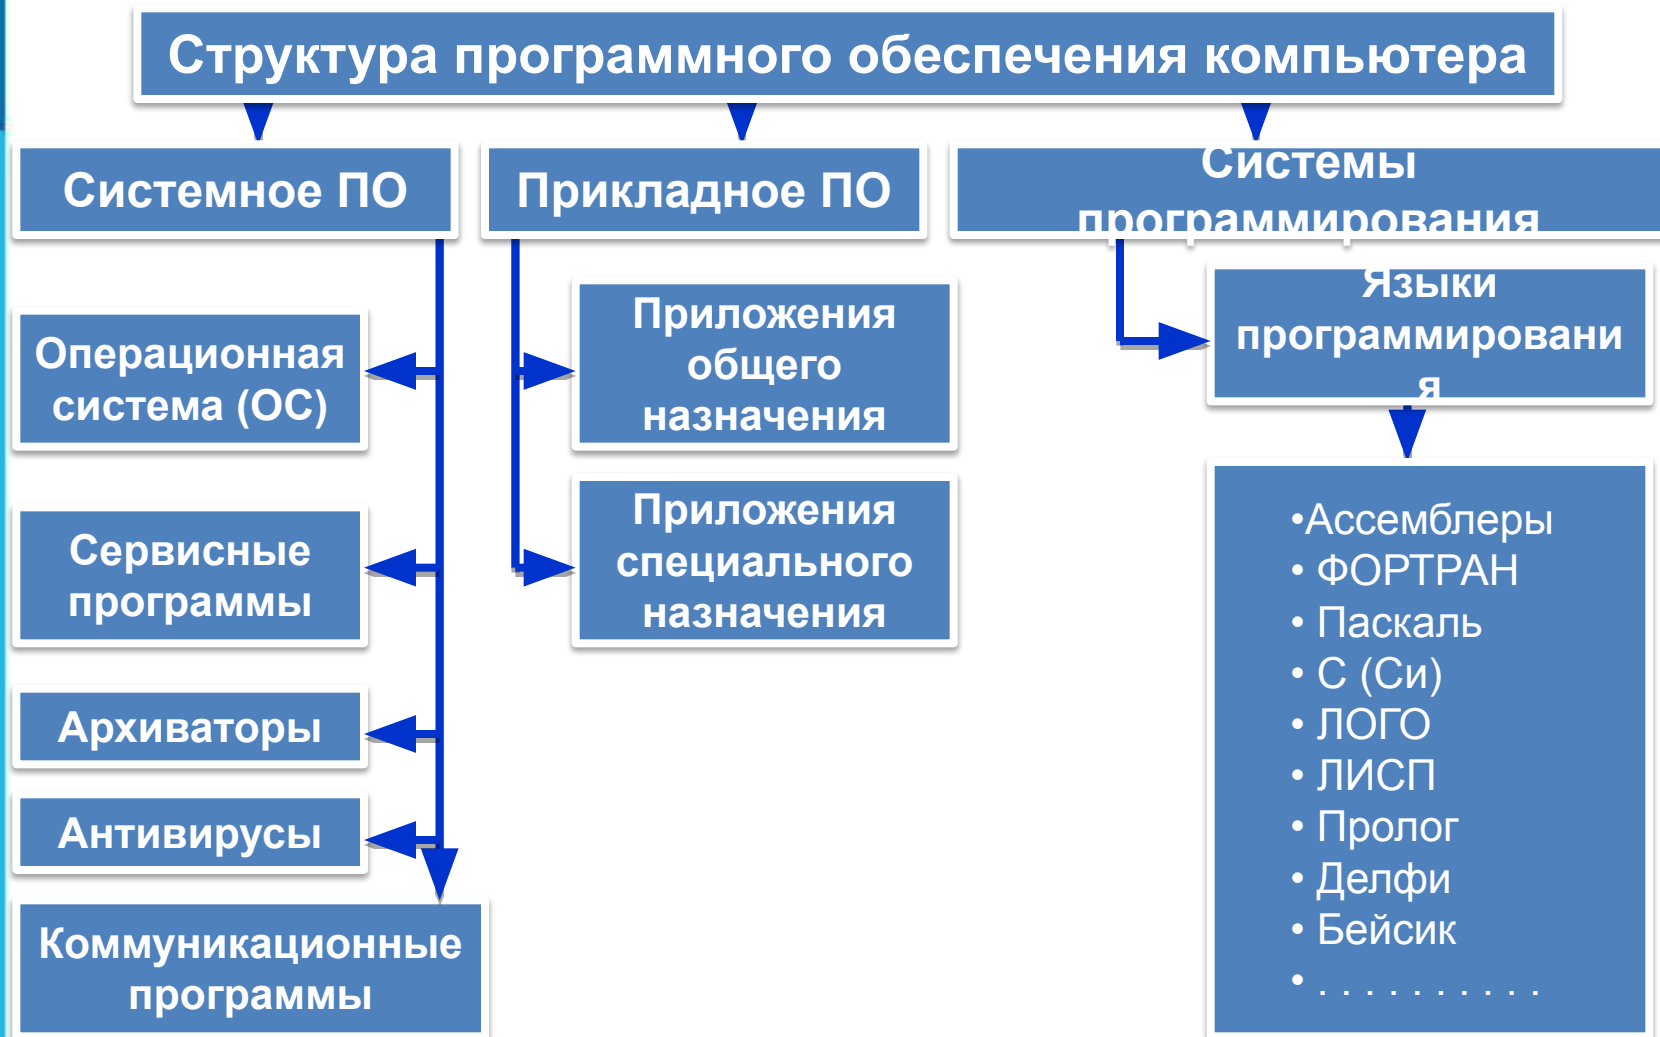 Структура программного обеспечения компьютера
Системное ПО
Прикладное ПО
Системы
программирования
Операционная
система (ОС)
Сервисные
программы
Архиваторы
Антивирусы
Коммуникационные
программы
Приложения
общего
назначения
Приложения
специального
назначения
Языки
программировани
я
•Ассемблеры
• ФОРТРАН
• Паскаль
• С (Си)
• ЛОГО
• ЛИСП
• Пролог
• Делфи
• Бейсик
• . . . . . . . . . .